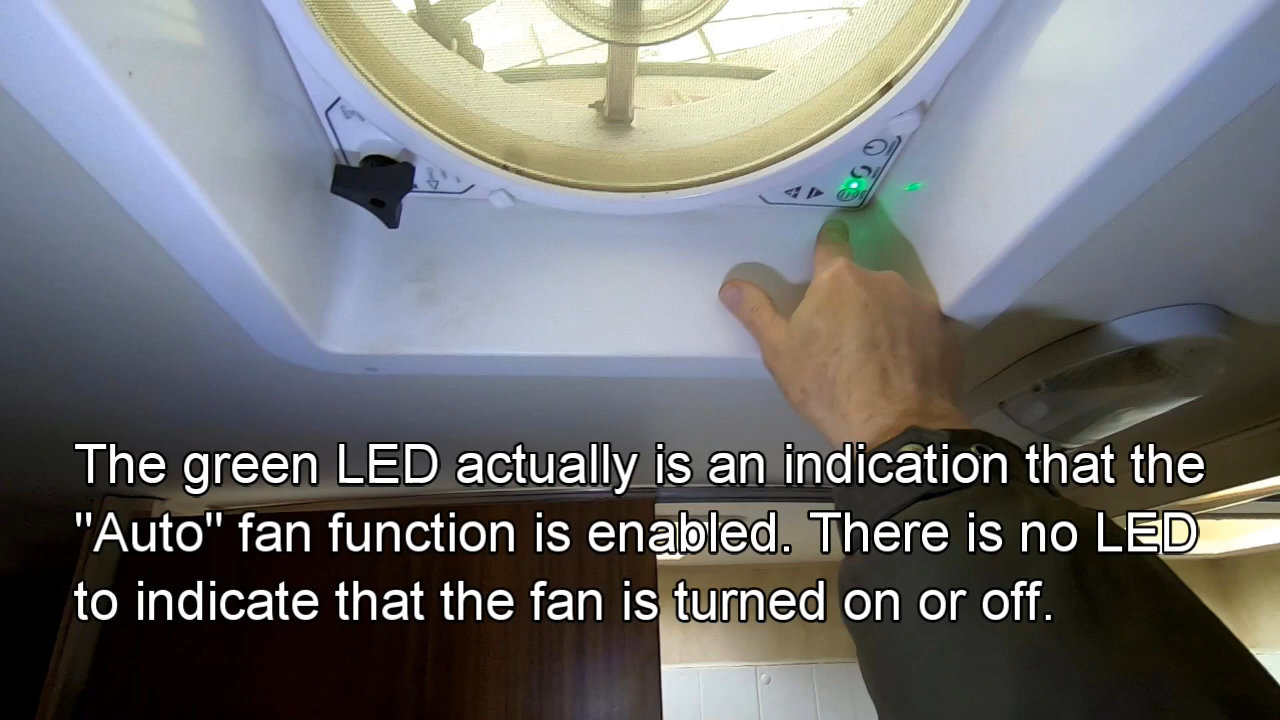 The green LED actually is an indication that the
"Auto" fan function is enabled. There is no LED
to indicate that the fan is turned on or off.